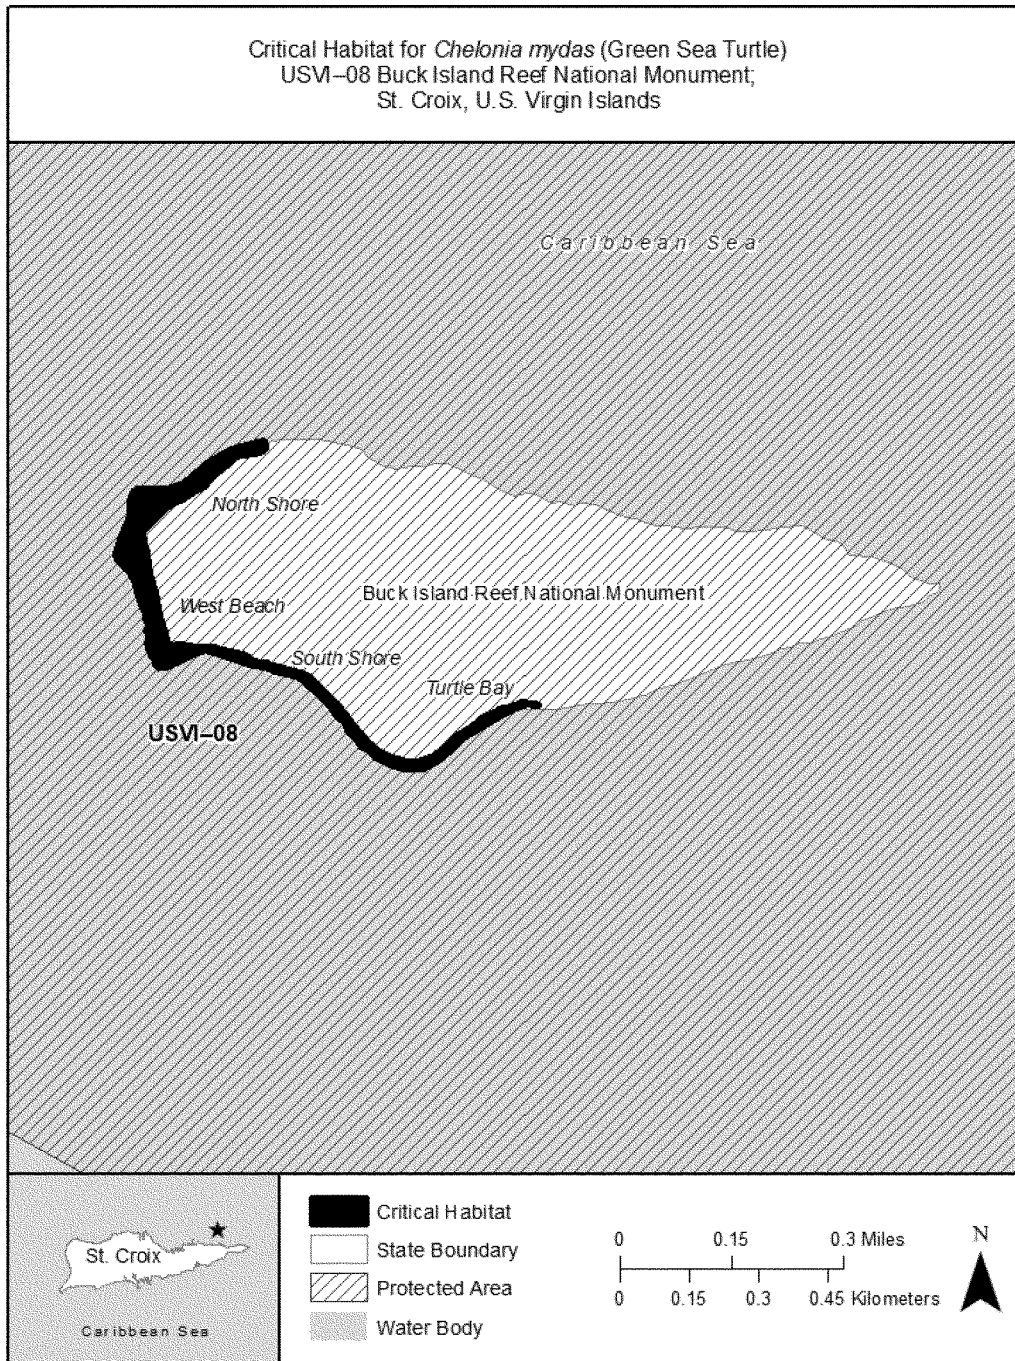 Critical Habitat for Chelonia mydas (Green Sea Turtle)
USVI–08 Buck Island Reef National Monument;
St. Croix, U.S. Virgin Islands
Caribbean Sea
North Shore
Buck Island Reef National Monument
West Beach
South Shore
Turtle Bay
USVI–08
St. Croix
Caribbean Sea
Critical Habitat
State Boundary
Protected Area
Water Body
0 0.15 0.3 Miles
0 0.15 0.3 0.45 Kilometers
N